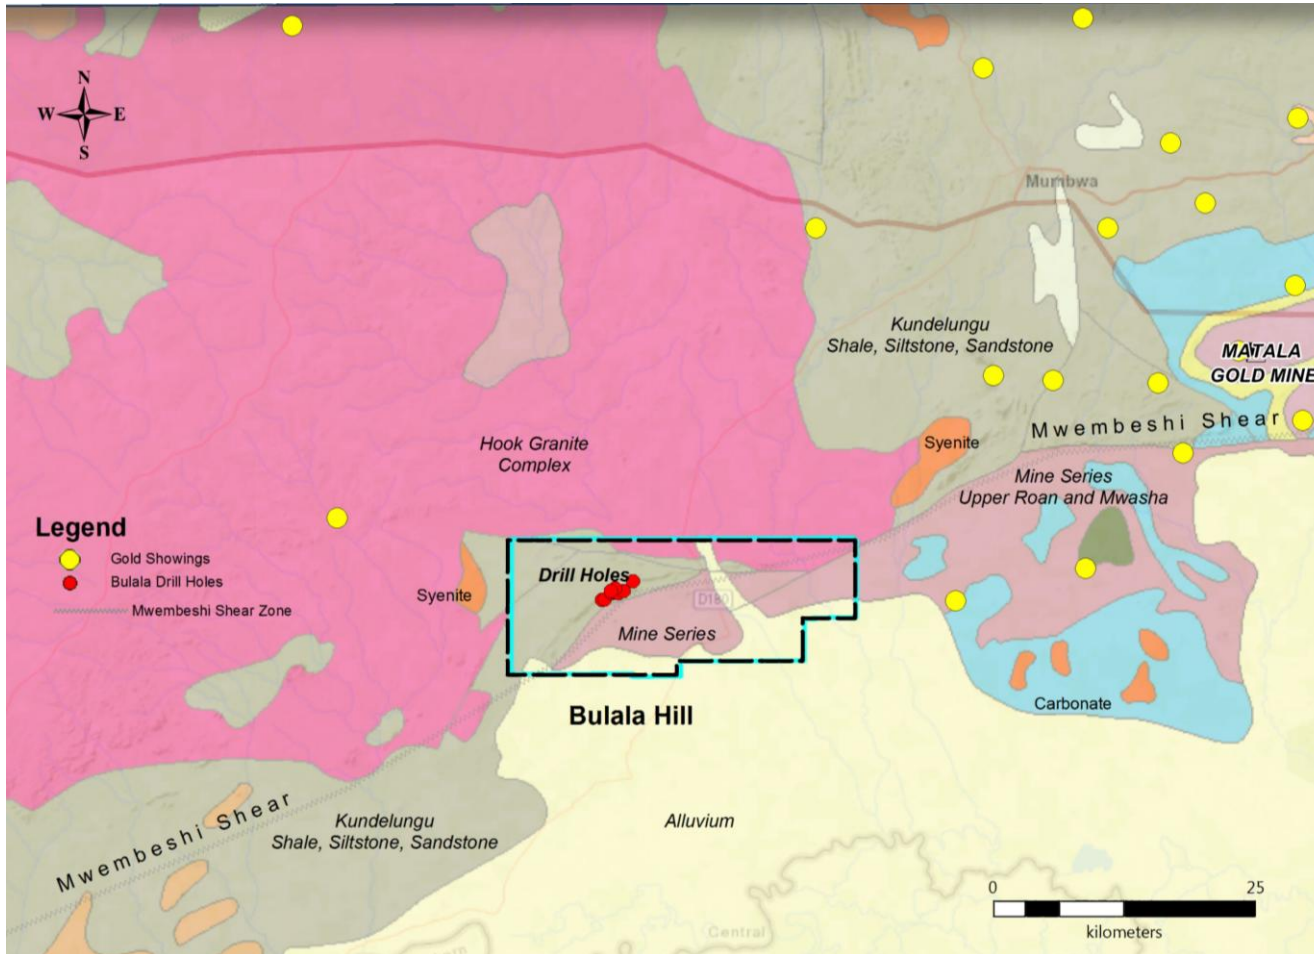 N
W E
S
Mumbwa
Kundelungu
Shale, Siltstone, Sandstone
MATALA
GOLD MINE
Mwembeshi Shear
Syenite
Hook Granite
Complex
Mine Series
Upper Roan and Mwasha
Legend
Gold Showings
Bulala Drill Holes
Mwembeshi Shear Zone
Syenite
Drill Holes
D180
Mine Series
Carbonate
Bulala Hill
Mwembeshi Shear
Kundelungu
Shale, Siltstone, Sandstone
Alluvium
0 25
kilometers
Central